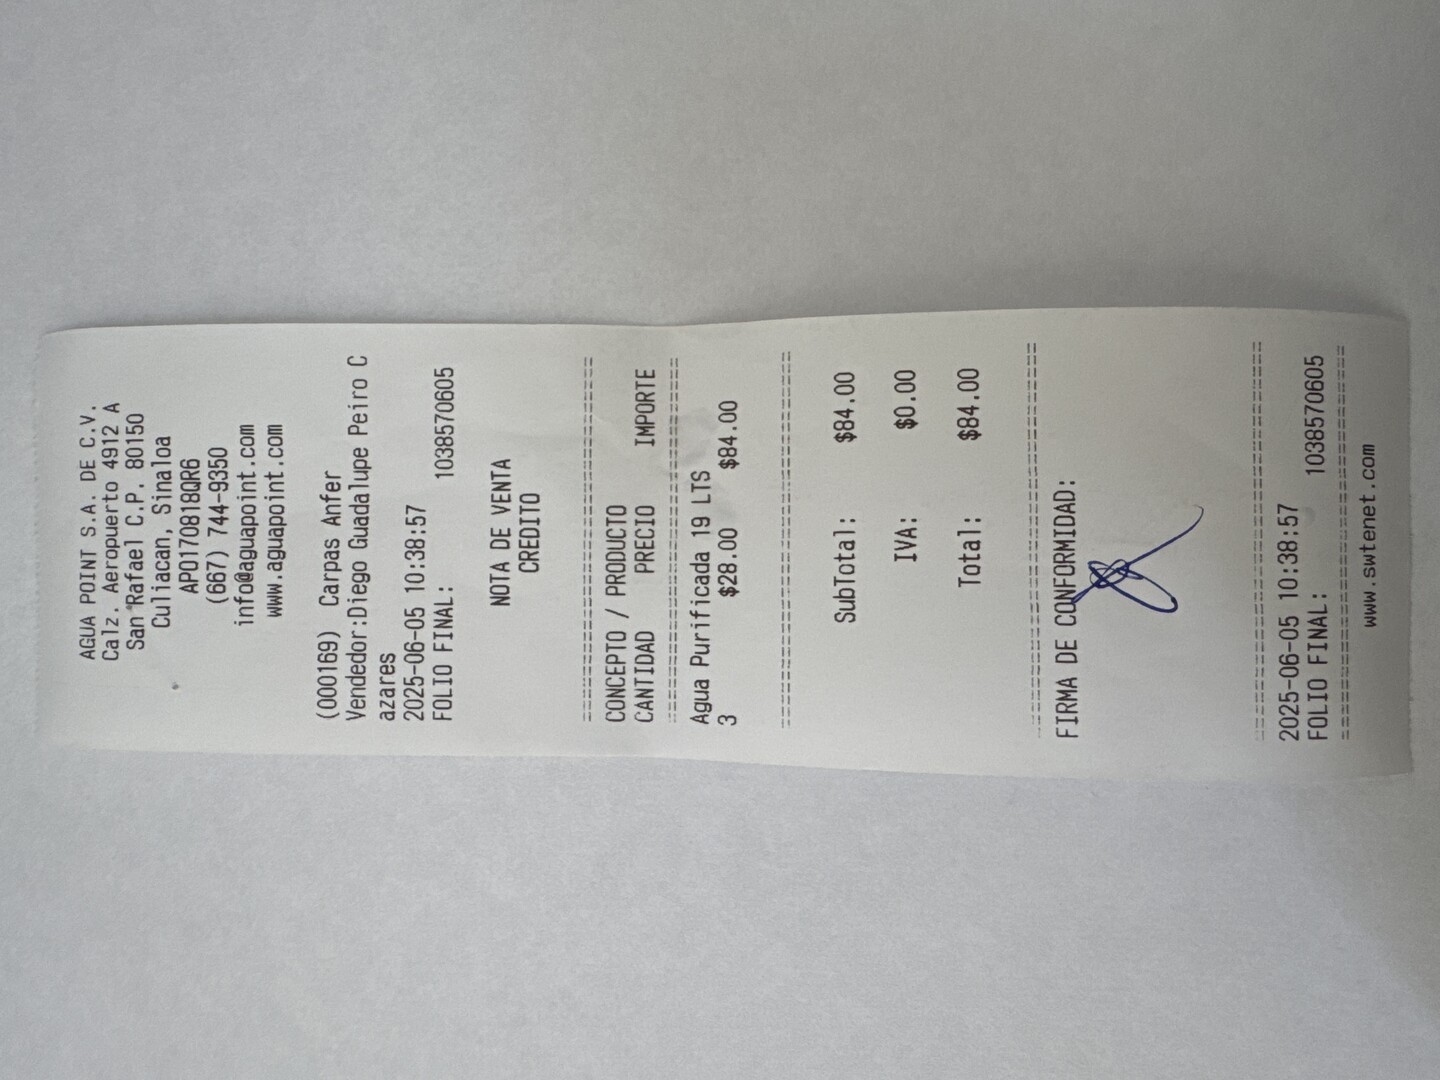 AGUA POINT S.A. DE C.V.
Calz. Aeropuerto 4912 A
San Rafael C.P. 80150
Culiacan, Sinaloa
APO170818QR6
(667) 744-9350
info@aguapoint.com
www.aguapoint.com
(000169) Carpas Anfer
Vendedor:Diego Guadalupe Peiro C
azares
2025-06-05 10:38:57
FOLIO FINAL: 1038570605
NOTA DE VENTA
CREDITO
================================
CONCEPTO / PRODUCTO
CANTIDAD PRECIO IMPORTE
================================
Agua Purificada 19 LTS
3 $28.00 $84.00
================================
SubTotal: $84.00
IVA: $0.00
Total: $84.00
================================
FIRMA DE CONFORMIDAD:
================================
2025-06-05 10:38:57
FOLIO FINAL: 1038570605
================================
www.swtenet.com